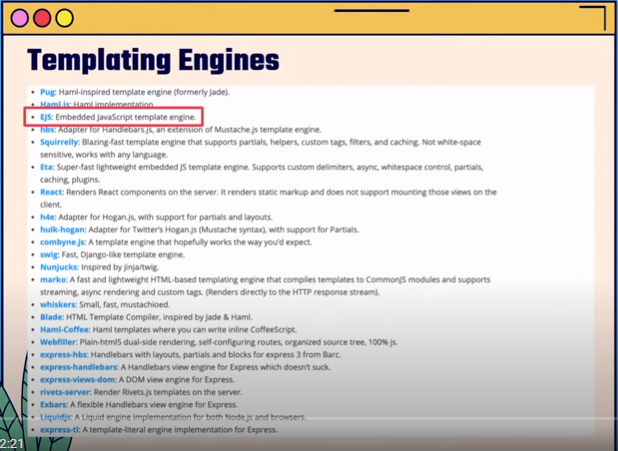 Templating Engines
Pug: Haml-inspired template engine (formerly Jade).
Haml.js: Haml implementation.
EJS: Embedded JavaScript template engine.
hbs: Adapter for Handlebars.js, an extension of Mustache.js template engine.
Squirrelly: Blazing-fast template engine that supports partials, helpers, custom tags, filters, and caching. Not white-space
sensitive, works with any language.
Eta: Super-fast lightweight embedded JS template engine. Supports custom delimiters, async, whitespace control, partials,
caching, plugins.
React: Renders React components on the server. It renders static markup and does not support mounting those views on the
client.
h4e: Adapter for Hogan.js, with support for partials and layouts.
hulk-hogan: Adapter for Twitter's Hogan.js (Mustache syntax), with support for Partials.
combyne.js: A template engine that hopefully works the way you'd expect.
swig: Fast, Django-like template engine.
Nunjucks: Inspired by jinja/twig.
marko: A fast and lightweight HTML-based templating engine that compiles templates to CommonJS modules and supports
streaming, async rendering and custom tags. (Renders directly to the HTTP response stream).
whiskers: Small, fast, mustachioed.
Blade: HTML Template Compiler, inspired by Jade & Haml.
Haml-Coffee: Haml templates where you can write inline CoffeeScript.
Webfiller: Plain-html5 dual-side rendering, self-configuring routes, organized source tree, 100% js.
express-hbs: Handlebars with layouts, partials and blocks for express 3 from Barc.
express-handlebars: A Handlebars view engine for Express which doesn't suck.
express-views-dom: A DOM view engine for Express.
rivets-server: Render Rivets.js templates on the server.
Exbars: A flexible Handlebars view engine for Express.
Liquidjs: A Liquid engine implementation for both Node.js and browsers.
express-tl: A template-literal engine implementation for Express.
2:21